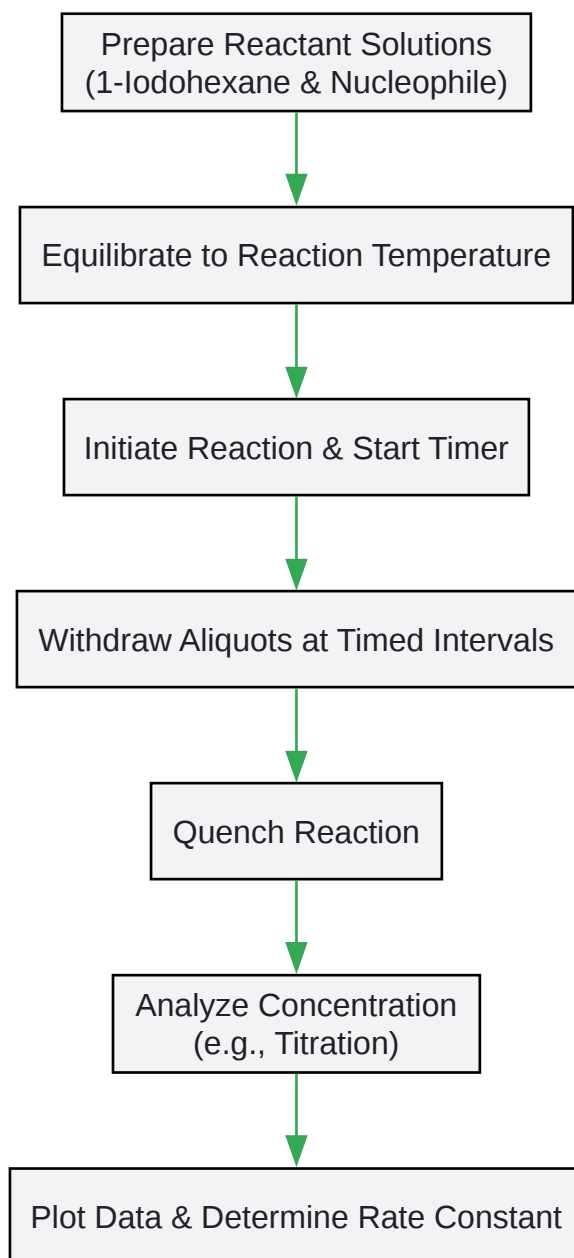 Prepare Reactant Solutions
(1-Iodohexane & Nucleophile)
Equilibrate to Reaction Temperature
Initiate Reaction & Start Timer
Withdraw Aliquots at Timed Intervals
Quench Reaction
Analyze Concentration
(e.g., Titration)
Plot Data & Determine Rate Constant